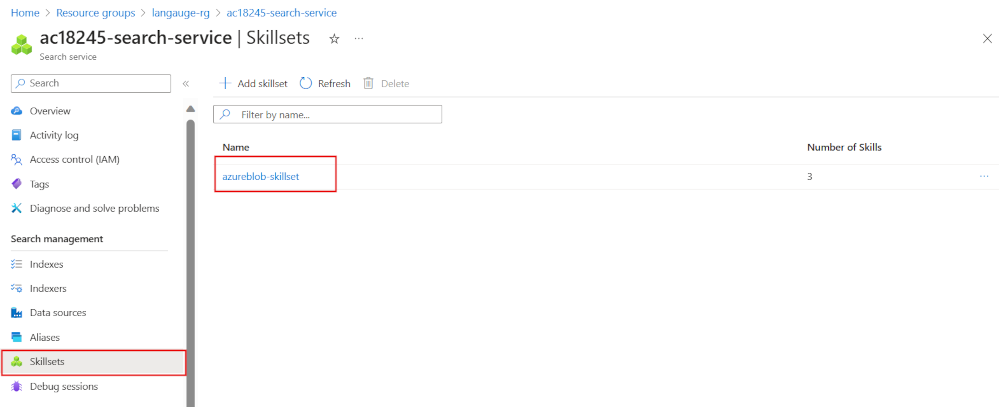 Home > Resource groups > langauge-rg > ac18245-search-service
ac18245-search-service | Skillsets ☆ ...
Search service
Search «
Add skillset Refresh Delete
Filter by name...
Overview
Activity log
Access control (IAM)
Tags
Diagnose and solve problems
Search management
Indexes
Indexers
Data sources
Aliases
Skillsets
Debug sessions
Name Number of Skills
azureblob-skillset 3 ...